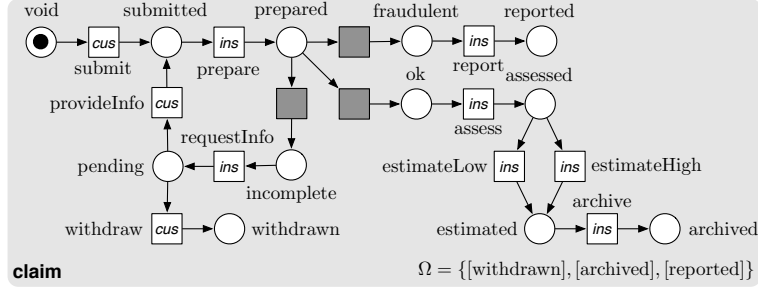 void
submitted
prepared
fraudulent
reported
cus
ins
ins
submit
prepare
report
ok
assessed
provideInfo
cus
ins
assess
requestInfo
pending
ins
estimateLow
ins
ins
estimateHigh
incomplete
archive
withdraw
cus
withdrawn
estimated
ins
archived
claim
Ω = {[withdrawn], [archived], [reported]}